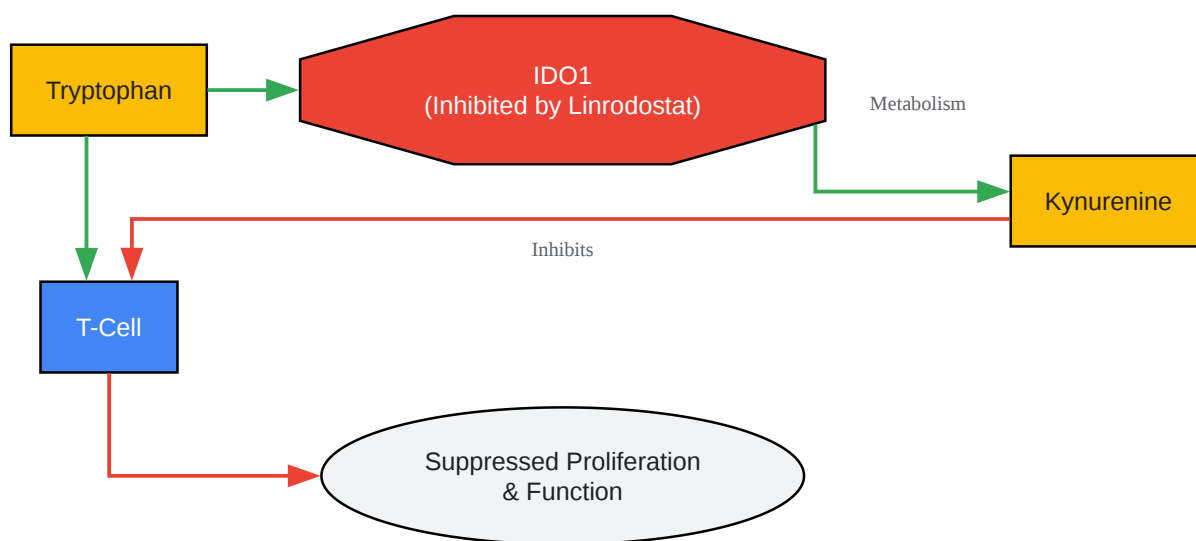 Tryptophan
IDO1
(Inhibited by Linrodostat)
Metabolism
Kynurenine
Inhibits
T-Cell
Suppressed Proliferation
& Function